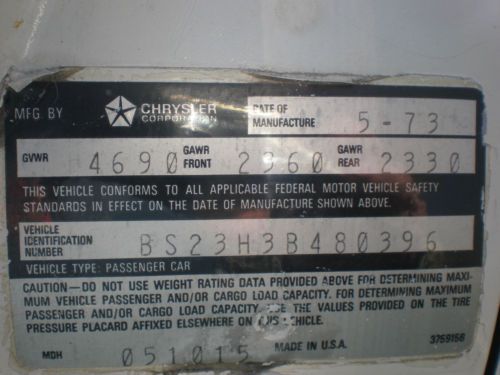 MFG BY CHRYSLER CORPORATION DATE OF MANUFACTURE 5-73
GVWR 4690 GAWR FRONT 2360 GAWR REAR 2330
THIS VEHICLE CONFORMS TO ALL APPLICABLE FEDERAL MOTOR VEHICLE SAFETY
STANDARDS IN EFFECT ON THE DATE OF MANUFACTURE SHOWN ABOVE.
VEHICLE IDENTIFICATION NUMBER BS23H3B480396
VEHICLE TYPE: PASSENGER CAR
CAUTION—DO NOT USE WEIGHT RATING DATA PROVIDED ABOVE FOR DETERMINING MAXI-
MUM VEHICLE PASSENGER AND/OR CARGO LOAD CAPACITY. FOR DETERMINING MAXIMUM
PASSENGER AND/OR CARGO LOAD CAPACITY, USE THE VALUES PROVIDED ON THE TIRE
PRESSURE PLACARD AFFIXED ELSEWHERE ON THIS VEHICLE.
MDH 051015 MADE IN U.S.A. 3769156